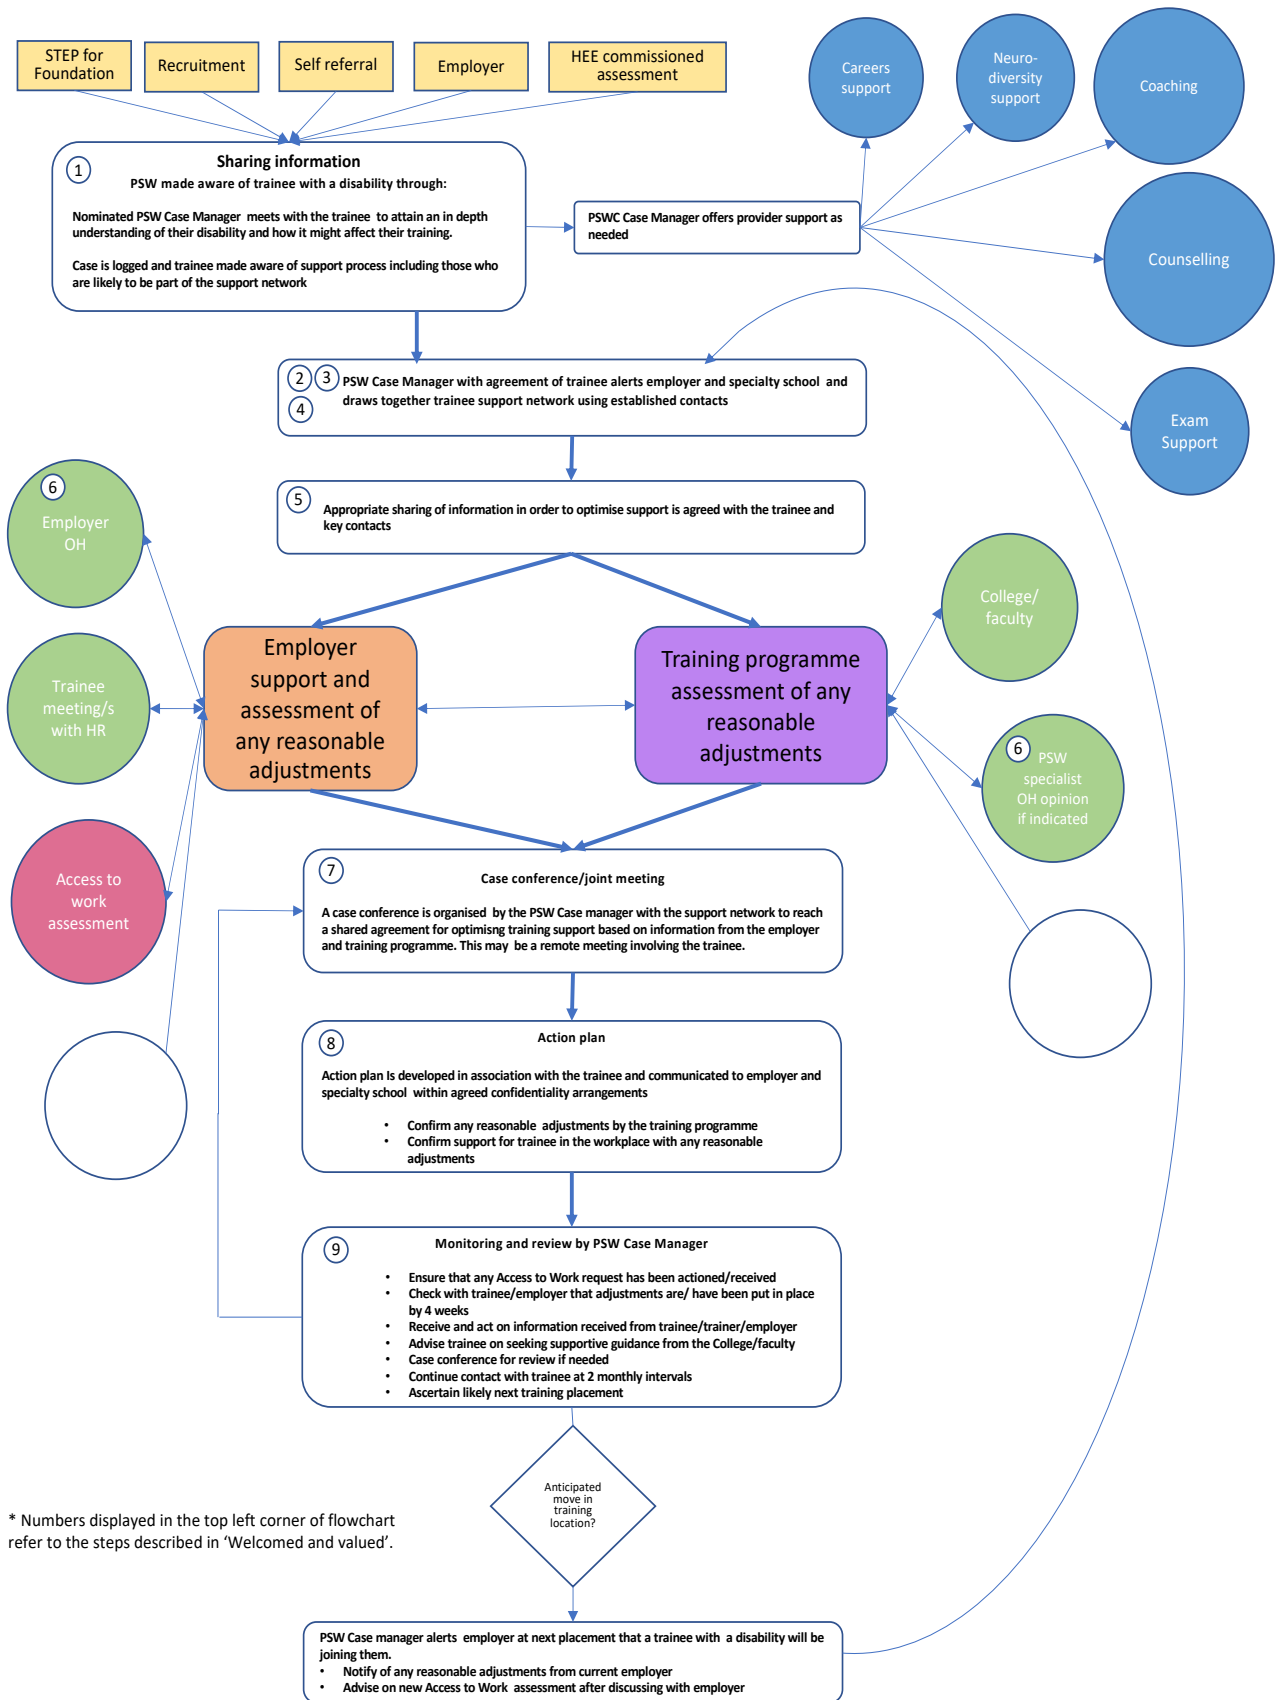 STEP for
Foundation
Recruitment
Self referral
Employer
HEE commissioned
assessment
Careers
support
Neuro-
diversity
support
Coaching
Counselling
Exam
Support
1
Sharing information
PSW made aware of trainee with a disability through:
Nominated PSW Case Manager meets with the trainee to attain an in depth
understanding of their disability and how it might affect their training.
Case is logged and trainee made aware of support process including those who
are likely to be part of the support network
PSWC Case Manager offers provider support as
needed
2 3
4
PSW Case Manager with agreement of trainee alerts employer and specialty school and
draws together trainee support network using established contacts
5
Appropriate sharing of information in order to optimise support is agreed with the trainee and
key contacts
6
Employer
OH
Trainee
meeting/s
with HR
Access to
work
assessment
Employer
support and
assessment of
any reasonable
adjustments
Training programme
assessment of any
reasonable
adjustments
College/
faculty
6
PSW
specialist
OH opinion
if indicated
7
Case conference/joint meeting
A case conference is organised by the PSW Case manager with the support network to reach
a shared agreement for optimisng training support based on information from the employer
and training programme. This may be a remote meeting involving the trainee.
8
Action plan
Action plan Is developed in association with the trainee and communicated to employer and
specialty school within agreed confidentiality arrangements
• Confirm any reasonable adjustments by the training programme
• Confirm support for trainee in the workplace with any reasonable
adjustments
9
Monitoring and review by PSW Case Manager
• Ensure that any Access to Work request has been actioned/received
• Check with trainee/employer that adjustments are/ have been put in place
by 4 weeks
• Receive and act on information received from trainee/trainer/employer
• Advise trainee on seeking supportive guidance from the College/faculty
• Case conference for review if needed
• Continue contact with trainee at 2 monthly intervals
• Ascertain likely next training placement
Anticipated
move in
training
location?
* Numbers displayed in the top left corner of flowchart
refer to the steps described in ‘Welcomed and valued’.
PSW Case manager alerts employer at next placement that a trainee with a disability will be
joining them.
• Notify of any reasonable adjustments from current employer
• Advise on new Access to Work assessment after discussing with employer